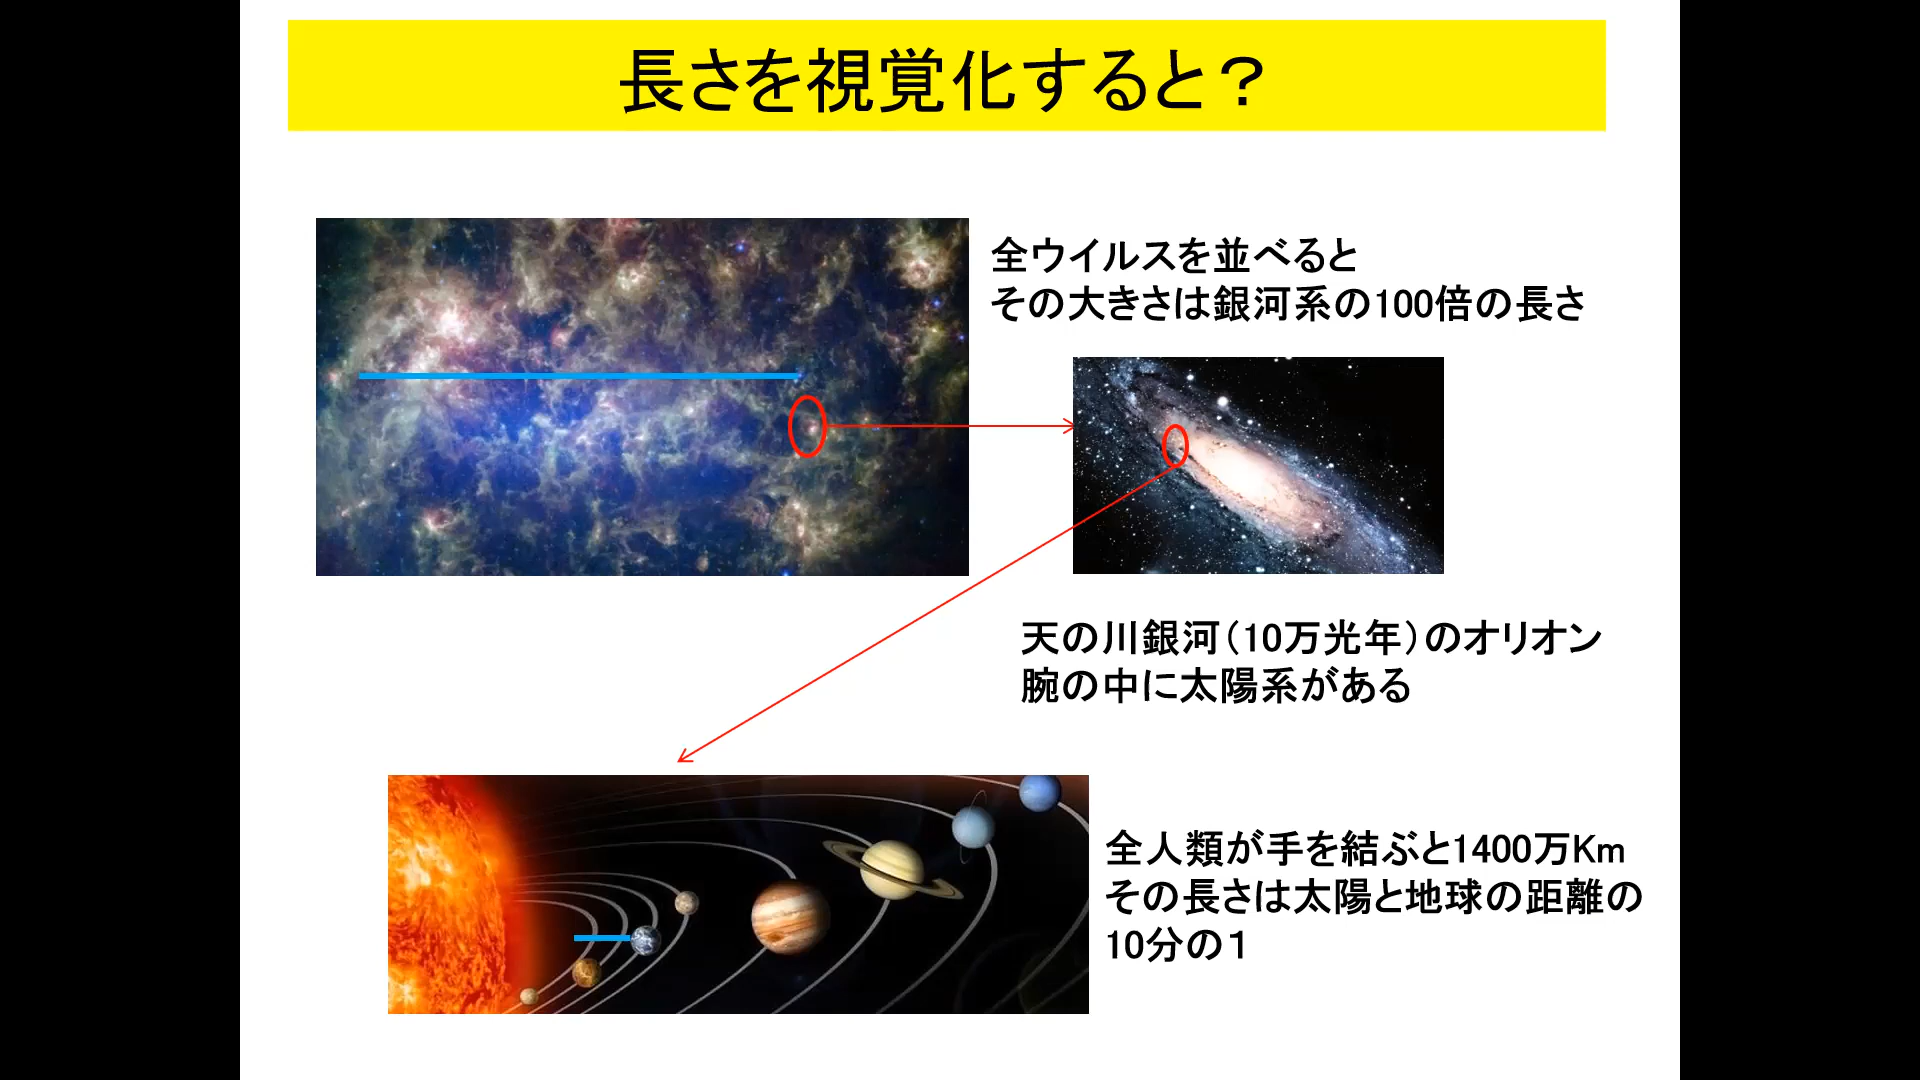 長さを視覚化すると？
全ウイルスを並べると
その大きさは銀河系の100倍の長さ
天の川銀河（10万光年）のオリオン
腕の中に太陽系がある
全人類が手を結ぶと1400万Km
その長さは太陽と地球の距離の
10分の１